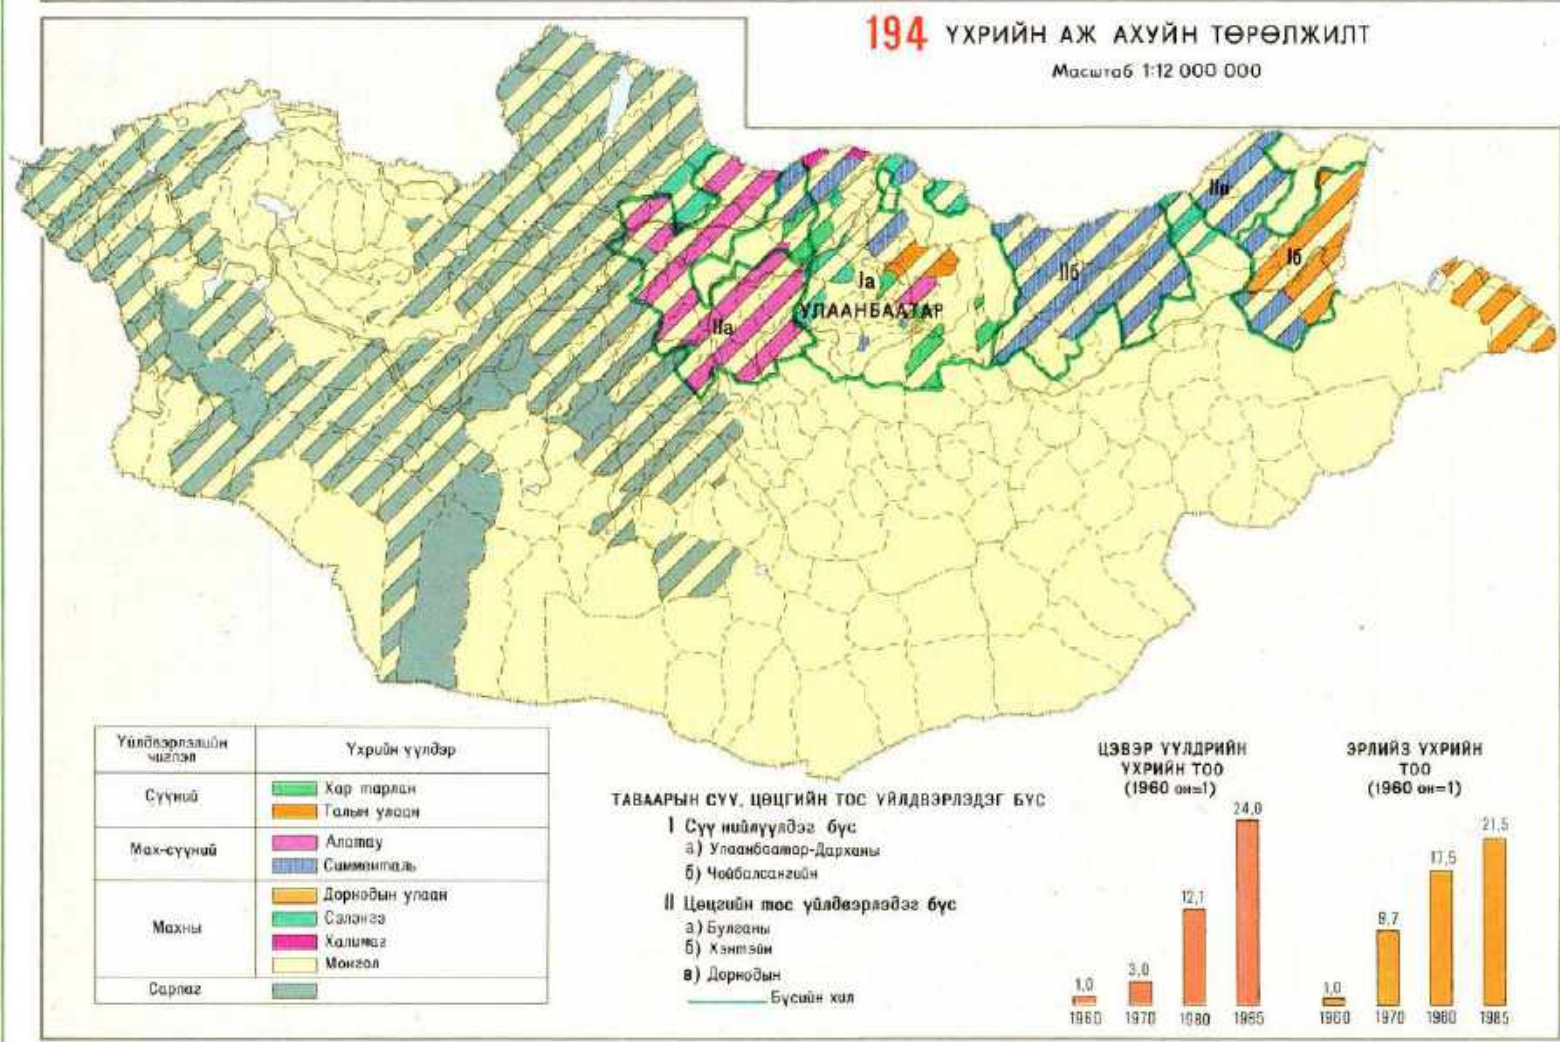 194 ҮХРИЙН АЖ АХУЙН ТӨРӨЛЖИЛТ
Масштаб 1:12 000 000
IIв
Iб
IIб
Iа
УЛААНБААТАР
IIа
Үйлдвэрлэлийн чиглэл
Үхрийн үүлдэр
Сүүний
Хар тарлан
Талын улаан
Мах-сүүний
Алатау
Симменталь
Махны
Дорнодын улаан
Сэлэнгэ
Халимаг
Монгол
Сарлаг
ТАВААРЫН СҮҮ, ЦӨЦГИЙН ТОС ҮЙЛДВЭРЛЭДЭГ БҮС
I Сүү нийлүүлдэг бүс
а) Улаанбаатар-Дарханы
б) Чойбалсангийн
II Цөцгийн тос үйлдвэрлэдэг бүс
а) Булганы
б) Хэнтэйн
в) Дорнодын
Бүсийн хил
ЦЭВЭР ҮҮЛДРИЙН
ҮХРИЙН ТОО
(1960 он=1)
24,0
12,1
3,0
1,0
1960 1970 1980 1985
ЭРЛИЙЗ ҮХРИЙН
ТОО
(1960 он=1)
21,5
17,5
9,7
1,0
1960 1970 1980 1985